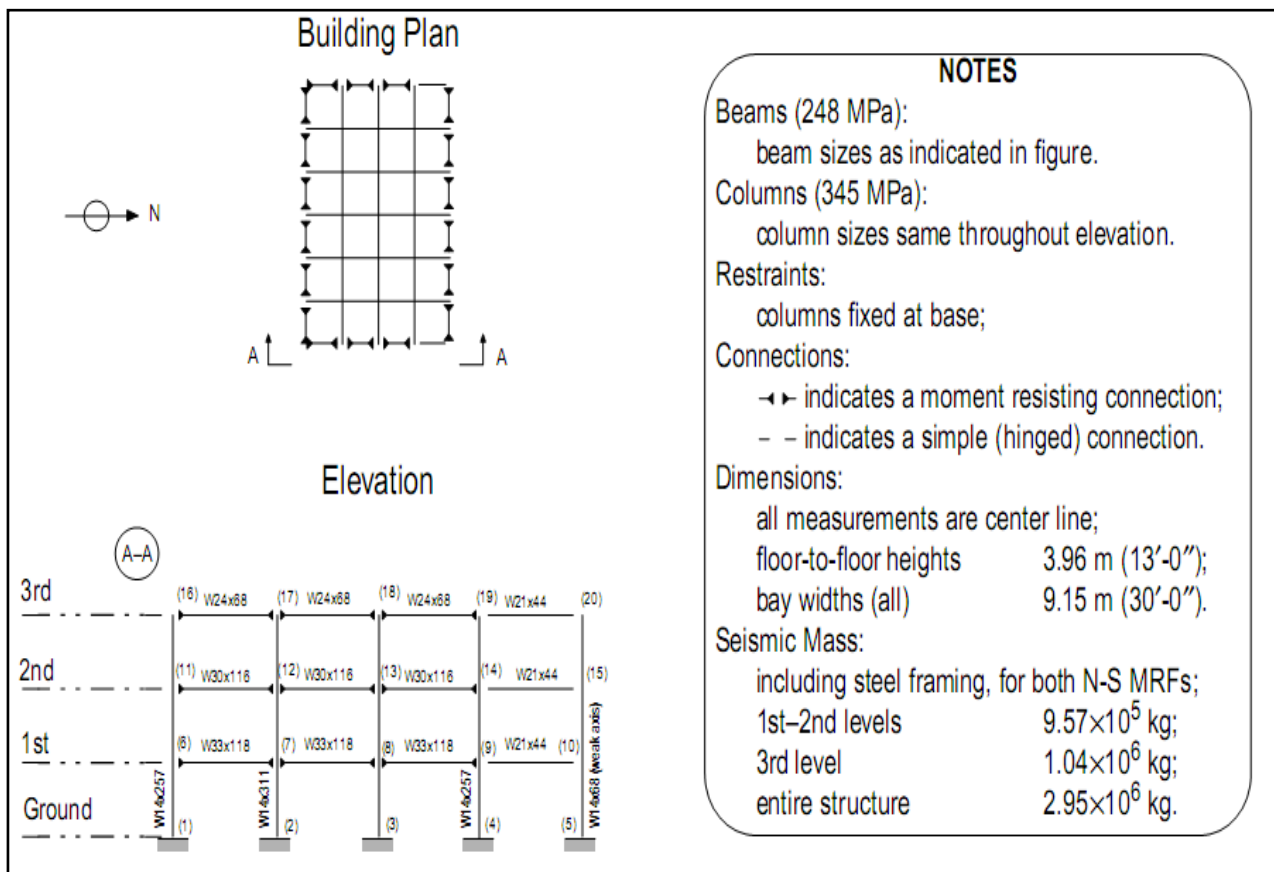 Building Plan
N
A
A
Elevation
A–A
3rd
(16) W24x68 (17) W24x68 (18) W24x68 (19) W21x44 (20)
2nd
(11) W30x116 (12) W30x116 (13) W30x116 (14) W21x44 (15)
1st
(6) W33x118 (7) W33x118 (8) W33x118 (9) W21x44 (10)
Ground
W14x257
W14x311
W14x257
W14x68 (weak axis)
(1) (2) (3) (4) (5)
NOTES
Beams (248 MPa):
beam sizes as indicated in figure.
Columns (345 MPa):
column sizes same throughout elevation.
Restraints:
columns fixed at base;
Connections:
indicates a moment resisting connection;
– – indicates a simple (hinged) connection.
Dimensions:
all measurements are center line;
floor-to-floor heights 3.96 m (13′-0″);
bay widths (all) 9.15 m (30′-0″).
Seismic Mass:
including steel framing, for both N-S MRFs;
1st–2nd levels 9.57×10⁵ kg;
3rd level 1.04×10⁶ kg;
entire structure 2.95×10⁶ kg.